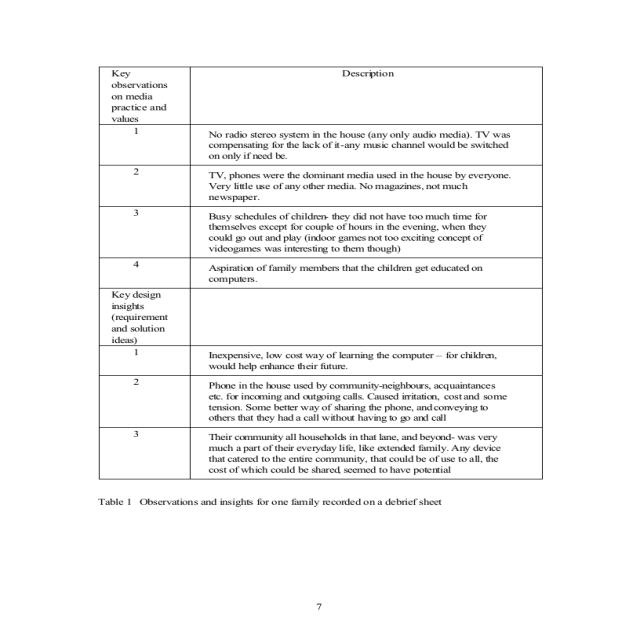 Key
observations
on media
practice and
values
Description
1
No radio stereo system in the house (any only audio media). TV was
compensating for the lack of it-any music channel would be switched
on only if need be.
2
TV, phones were the dominant media used in the house by everyone.
Very little use of any other media. No magazines, not much
newspaper.
3
Busy schedules of children- they did not have too much time for
themselves except for couple of hours in the evening, when they
could go out and play (indoor games not too exciting concept of
videogames was interesting to them though)
4
Aspiration of family members that the children get educated on
computers.
Key design
insights
(requirement
and solution
ideas)
1
Inexpensive, low cost way of learning the computer – for children,
would help enhance their future.
2
Phone in the house used by community-neighbours, acquaintances
etc. for incoming and outgoing calls. Caused irritation, cost and some
tension. Some better way of sharing the phone, and conveying to
others that they had a call without having to go and call
3
Their community all households in that lane, and beyond- was very
much a part of their everyday life, like extended family. Any device
that catered to the entire community, that could be of use to all, the
cost of which could be shared, seemed to have potential
Table 1 Observations and insights for one family recorded on a debrief sheet
7